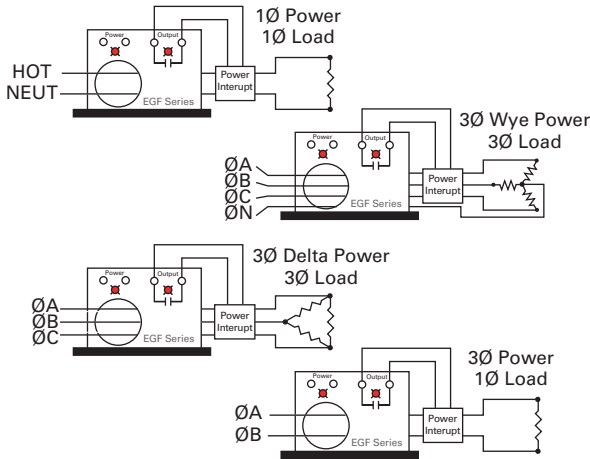 1Ø Power
1Ø Load
Power
Output
HOT
NEUT
Power
Interupt
EGF Series
3Ø Wye Power
3Ø Load
Power
Output
ØA
ØB
ØC
ØN
Power
Interupt
EGF Series
3Ø Delta Power
3Ø Load
Power
Output
ØA
ØB
ØC
Power
Interupt
EGF Series
3Ø Power
1Ø Load
Power
Output
ØA
ØB
Power
Interupt
EGF Series